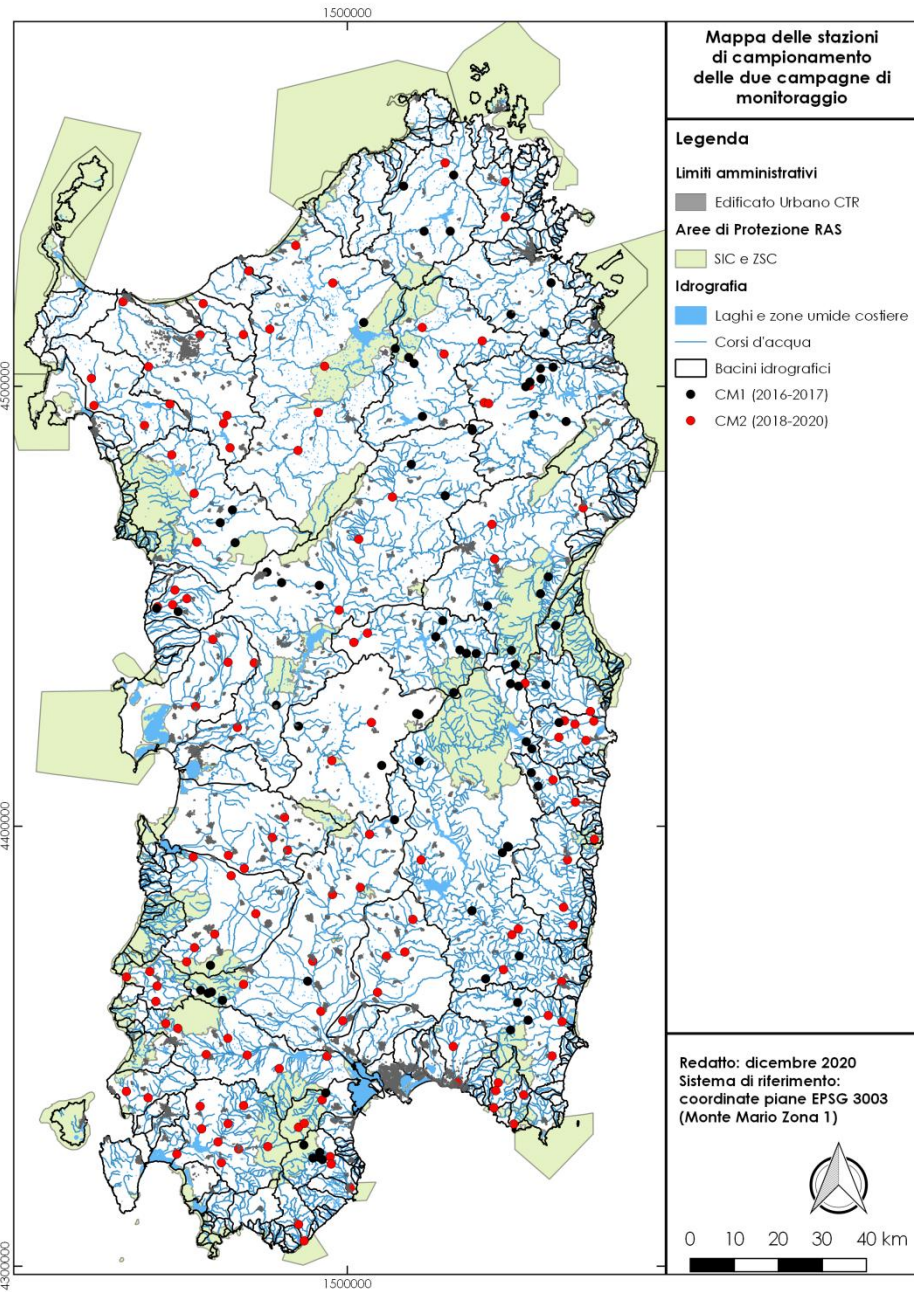 1500000
Mappa delle stazioni
di campionamento
delle due campagne di
monitoraggio
Legenda
Limiti amministrativi
Edificato Urbano CTR
Aree di Protezione RAS
SIC e ZSC
Idrografia
Laghi e zone umide costiere
Corsi d'acqua
Bacini idrografici
CM1 (2016-2017)
CM2 (2018-2020)
4500000
4500000
4400000
4400000
Redatto: dicembre 2020
Sistema di riferimento:
coordinate piane EPSG 3003
(Monte Mario Zona 1)
0 10 20 30 40 km
4300000
4300000
1500000